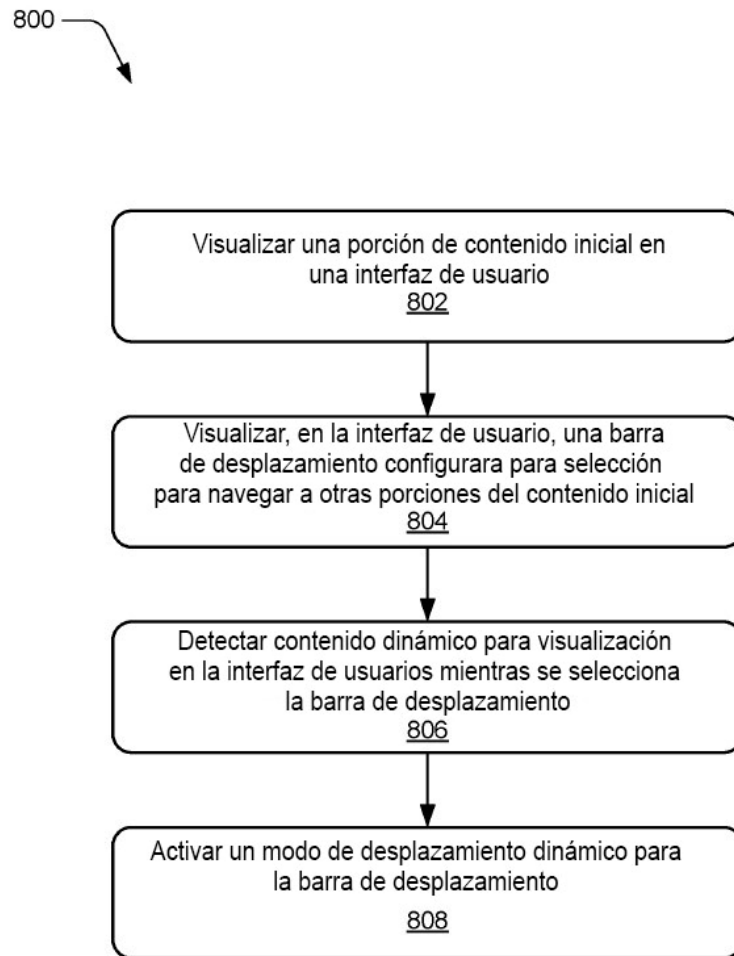 800
Visualizar una porción de contenido inicial en
una interfaz de usuario
802
Visualizar, en la interfaz de usuario, una barra
de desplazamiento configurara para selección
para navegar a otras porciones del contenido inicial
804
Detectar contenido dinámico para visualización
en la interfaz de usuarios mientras se selecciona
la barra de desplazamiento
806
Activar un modo de desplazamiento dinámico para
la barra de desplazamiento
808